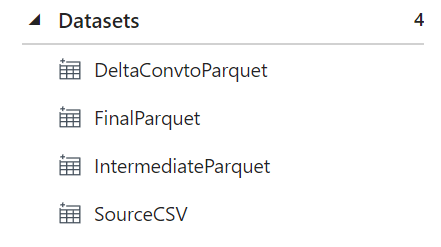 Datasets 4
DeltaConvtoParquet
FinalParquet
IntermediateParquet
SourceCSV